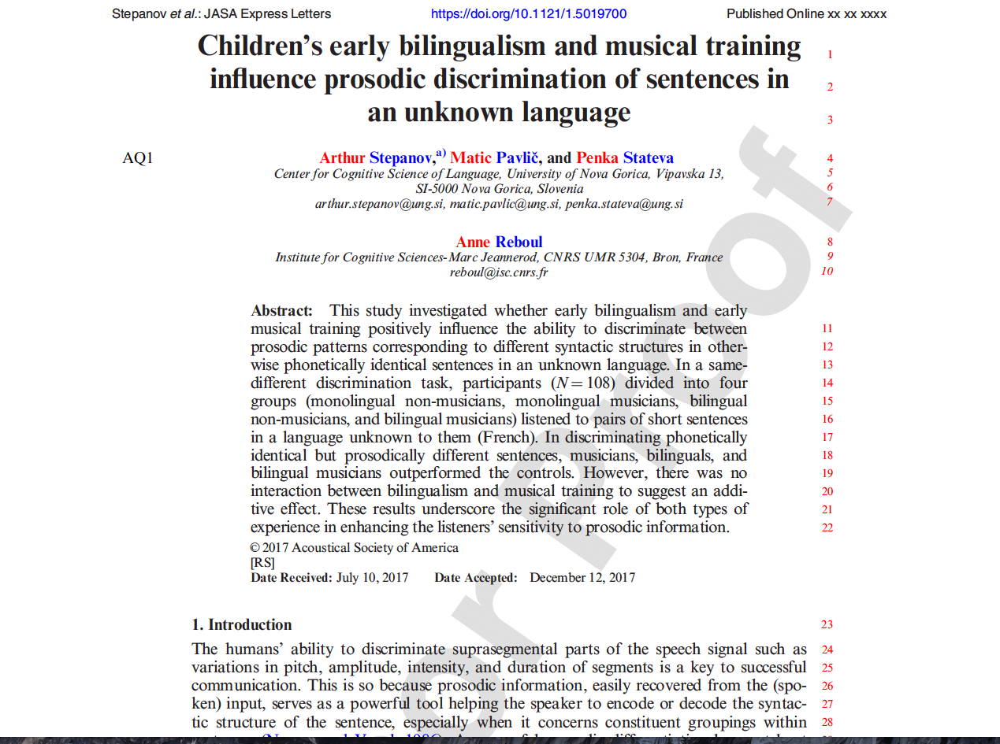 Stepanov et al.: JASA Express Letters https://doi.org/10.1121/1.5019700 Published Online xx xx xxxx
Children's early bilingualism and musical training 1
influence prosodic discrimination of sentences in 2
an unknown language 3
AQ1 Arthur Stepanov,a) Matic Pavlič, and Penka Stateva 4
Center for Cognitive Science of Language, University of Nova Gorica, Vipavska 13, 5
SI-5000 Nova Gorica, Slovenia 6
arthur.stepanov@ung.si, matic.pavlic@ung.si, penka.stateva@ung.si 7
Anne Reboul 8
Institute for Cognitive Sciences-Marc Jeannerod, CNRS UMR 5304, Bron, France 9
reboul@isc.cnrs.fr 10
Abstract: This study investigated whether early bilingualism and early
musical training positively influence the ability to discriminate between 11
prosodic patterns corresponding to different syntactic structures in other- 12
wise phonetically identical sentences in an unknown language. In a same- 13
different discrimination task, participants (N = 108) divided into four 14
groups (monolingual non-musicians, monolingual musicians, bilingual 15
non-musicians, and bilingual musicians) listened to pairs of short sentences 16
in a language unknown to them (French). In discriminating phonetically 17
identical but prosodically different sentences, musicians, bilinguals, and 18
bilingual musicians outperformed the controls. However, there was no 19
interaction between bilingualism and musical training to suggest an addi- 20
tive effect. These results underscore the significant role of both types of 21
experience in enhancing the listeners' sensitivity to prosodic information. 22
© 2017 Acoustical Society of America
[RS]
Date Received: July 10, 2017 Date Accepted: December 12, 2017
1. Introduction 23
The humans' ability to discriminate suprasegmental parts of the speech signal such as 24
variations in pitch, amplitude, intensity, and duration of segments is a key to successful 25
communication. This is so because prosodic information, easily recovered from the (spo- 26
ken) input, serves as a powerful tool helping the speaker to encode or decode the syntac- 27
tic structure of the sentence, especially when it concerns constituent groupings within 28
or Proof